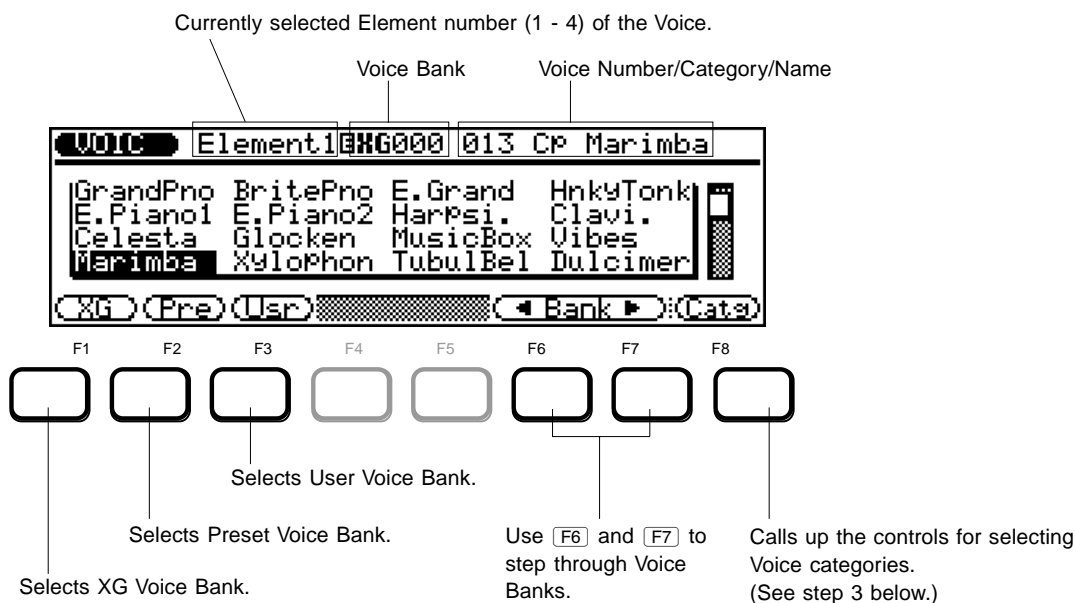 Currently selected Element number (1 - 4) of the Voice.
Voice Bank
Voice Number/Category/Name
VOIC Element1 XG000 013 CP Marimba
GrandPno BritePno E.Grand HnkyTonk
E.Piano1 E.Piano2 Harpsi. Clavi.
Celesta Glocken MusicBox Vibes
Marimba Xylophon TubulBel Dulcimer
XG Pre Usr ◄ Bank ► Catg
F1 F2 F3 F4 F5 F6 F7 F8
Selects User Voice Bank.
Selects Preset Voice Bank.
Selects XG Voice Bank.
Use F6 and F7 to
step through Voice
Banks.
Calls up the controls for selecting
Voice categories.
(See step 3 below.)